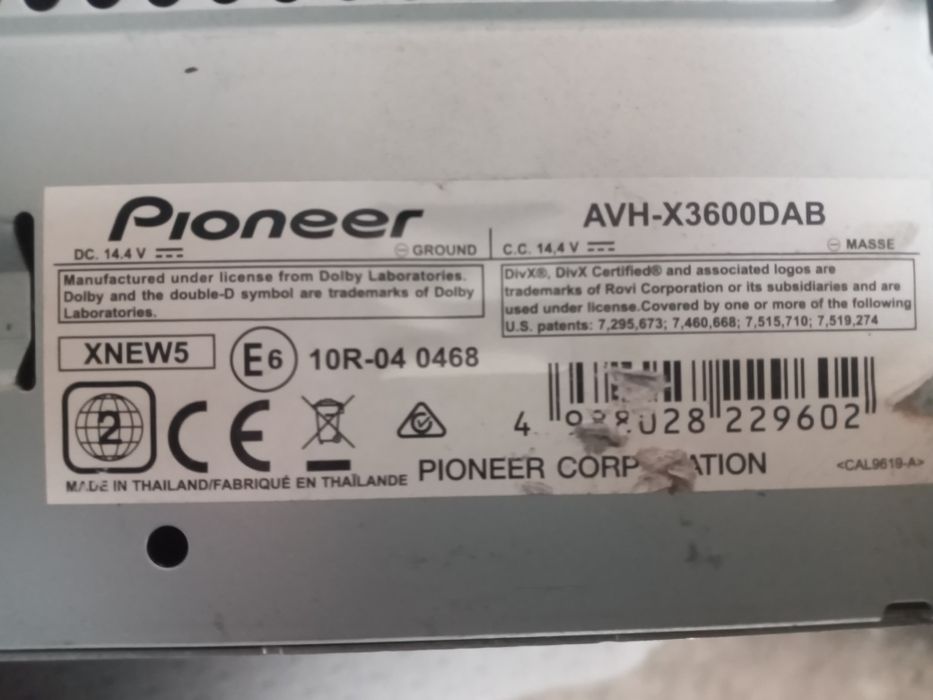 Pioneer
AVH-X3600DAB
DC. 14.4 V
GROUND
C.C. 14,4 V
MASSE
Manufactured under license from Dolby Laboratories.
Dolby and the double-D symbol are trademarks of Dolby
Laboratories.
DivX®, DivX Certified® and associated logos are
trademarks of Rovi Corporation or its subsidiaries and are
used under license.Covered by one or more of the following
U.S. patents: 7,295,673; 7,460,668; 7,515,710; 7,519,274
XNEW5
E6
10R-04 0468
2
CE
4 988028 229602
MADE IN THAILAND/FABRIQUÉ EN THAÏLANDE
PIONEER CORPORATION
<CAL9619-A>